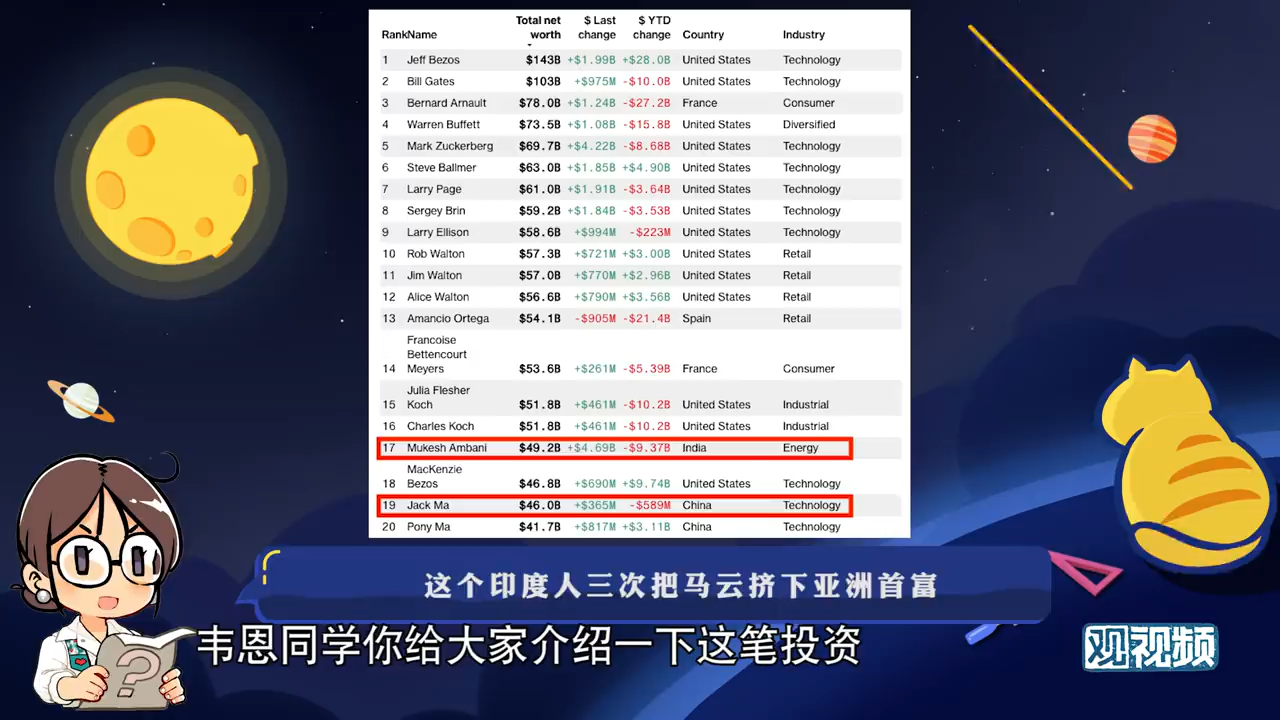 Total net $ Last $ YTD
RankName worth change change Country Industry
1 Jeff Bezos $143B +$1.99B +$28.0B United States Technology
2 Bill Gates $103B +$975M -$10.0B United States Technology
3 Bernard Arnault $78.0B +$1.24B -$27.2B France Consumer
4 Warren Buffett $73.5B +$1.08B -$15.8B United States Diversified
5 Mark Zuckerberg $69.7B +$4.22B -$8.68B United States Technology
6 Steve Ballmer $63.0B +$1.85B +$4.90B United States Technology
7 Larry Page $61.0B +$1.91B -$3.64B United States Technology
8 Sergey Brin $59.2B +$1.84B -$3.53B United States Technology
9 Larry Ellison $58.6B +$994M -$223M United States Technology
10 Rob Walton $57.3B +$721M +$3.00B United States Retail
11 Jim Walton $57.0B +$770M +$2.96B United States Retail
12 Alice Walton $56.6B +$790M +$3.56B United States Retail
13 Amancio Ortega $54.1B -$905M -$21.4B Spain Retail
Francoise
Bettencourt
14 Meyers $53.6B +$261M -$5.39B France Consumer
Julia Flesher
15 Koch $51.8B +$461M -$10.2B United States Industrial
16 Charles Koch $51.8B +$461M -$10.2B United States Industrial
17 Mukesh Ambani $49.2B +$4.69B -$9.37B India Energy
MacKenzie
18 Bezos $46.8B +$690M +$9.74B United States Technology
19 Jack Ma $46.0B +$365M -$589M China Technology
20 Pony Ma $41.7B +$817M +$3.11B China Technology
这个印度人三次把马云挤下亚洲首富
韦恩同学你给大家介绍一下这笔投资
?
观视频